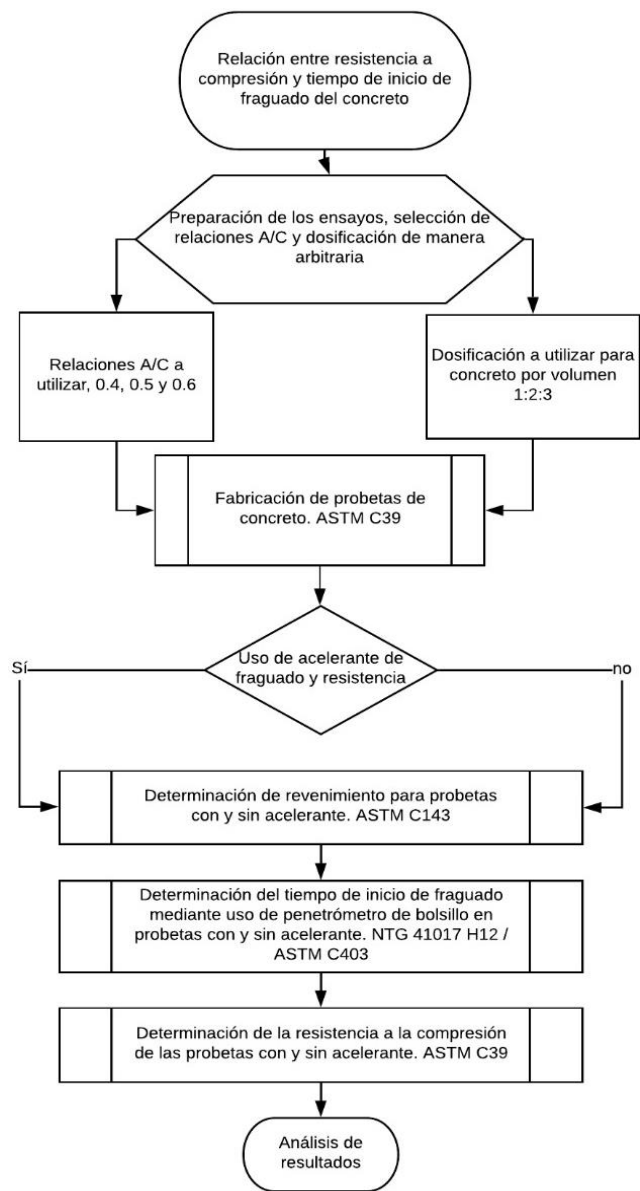 Relación entre resistencia a
compresión y tiempo de inicio de
fraguado del concreto
Preparación de los ensayos, selección de
relaciones A/C y dosificación de manera
arbitraria
Relaciones A/C a
utilizar, 0.4, 0.5 y 0.6
Dosificación a utilizar para
concreto por volumen
1:2:3
Fabricación de probetas de
concreto. ASTM C39
Uso de acelerante de
fraguado y resistencia
Sí
no
Determinación de revenimiento para probetas
con y sin acelerante. ASTM C143
Determinación del tiempo de inicio de fraguado
mediante uso de penetrómetro de bolsillo en
probetas con y sin acelerante. NTG 41017 H12 /
ASTM C403
Determinación de la resistencia a la compresión
de las probetas con y sin acelerante. ASTM C39
Análisis de
resultados